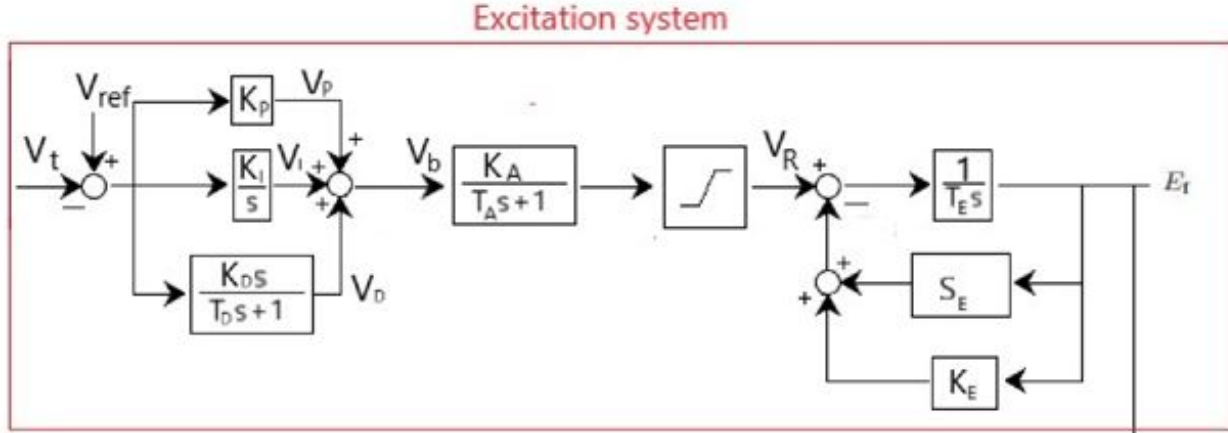 Excitation system
V_ref
K_P
V_P
+
V_t
+
−
K_I
s
V_I
+
+
V_b
K_A
T_A s+1
V_R
+
−
1
T_E s
E_f
K_D s
T_D s+1
V_D
+
+
S_E
K_E